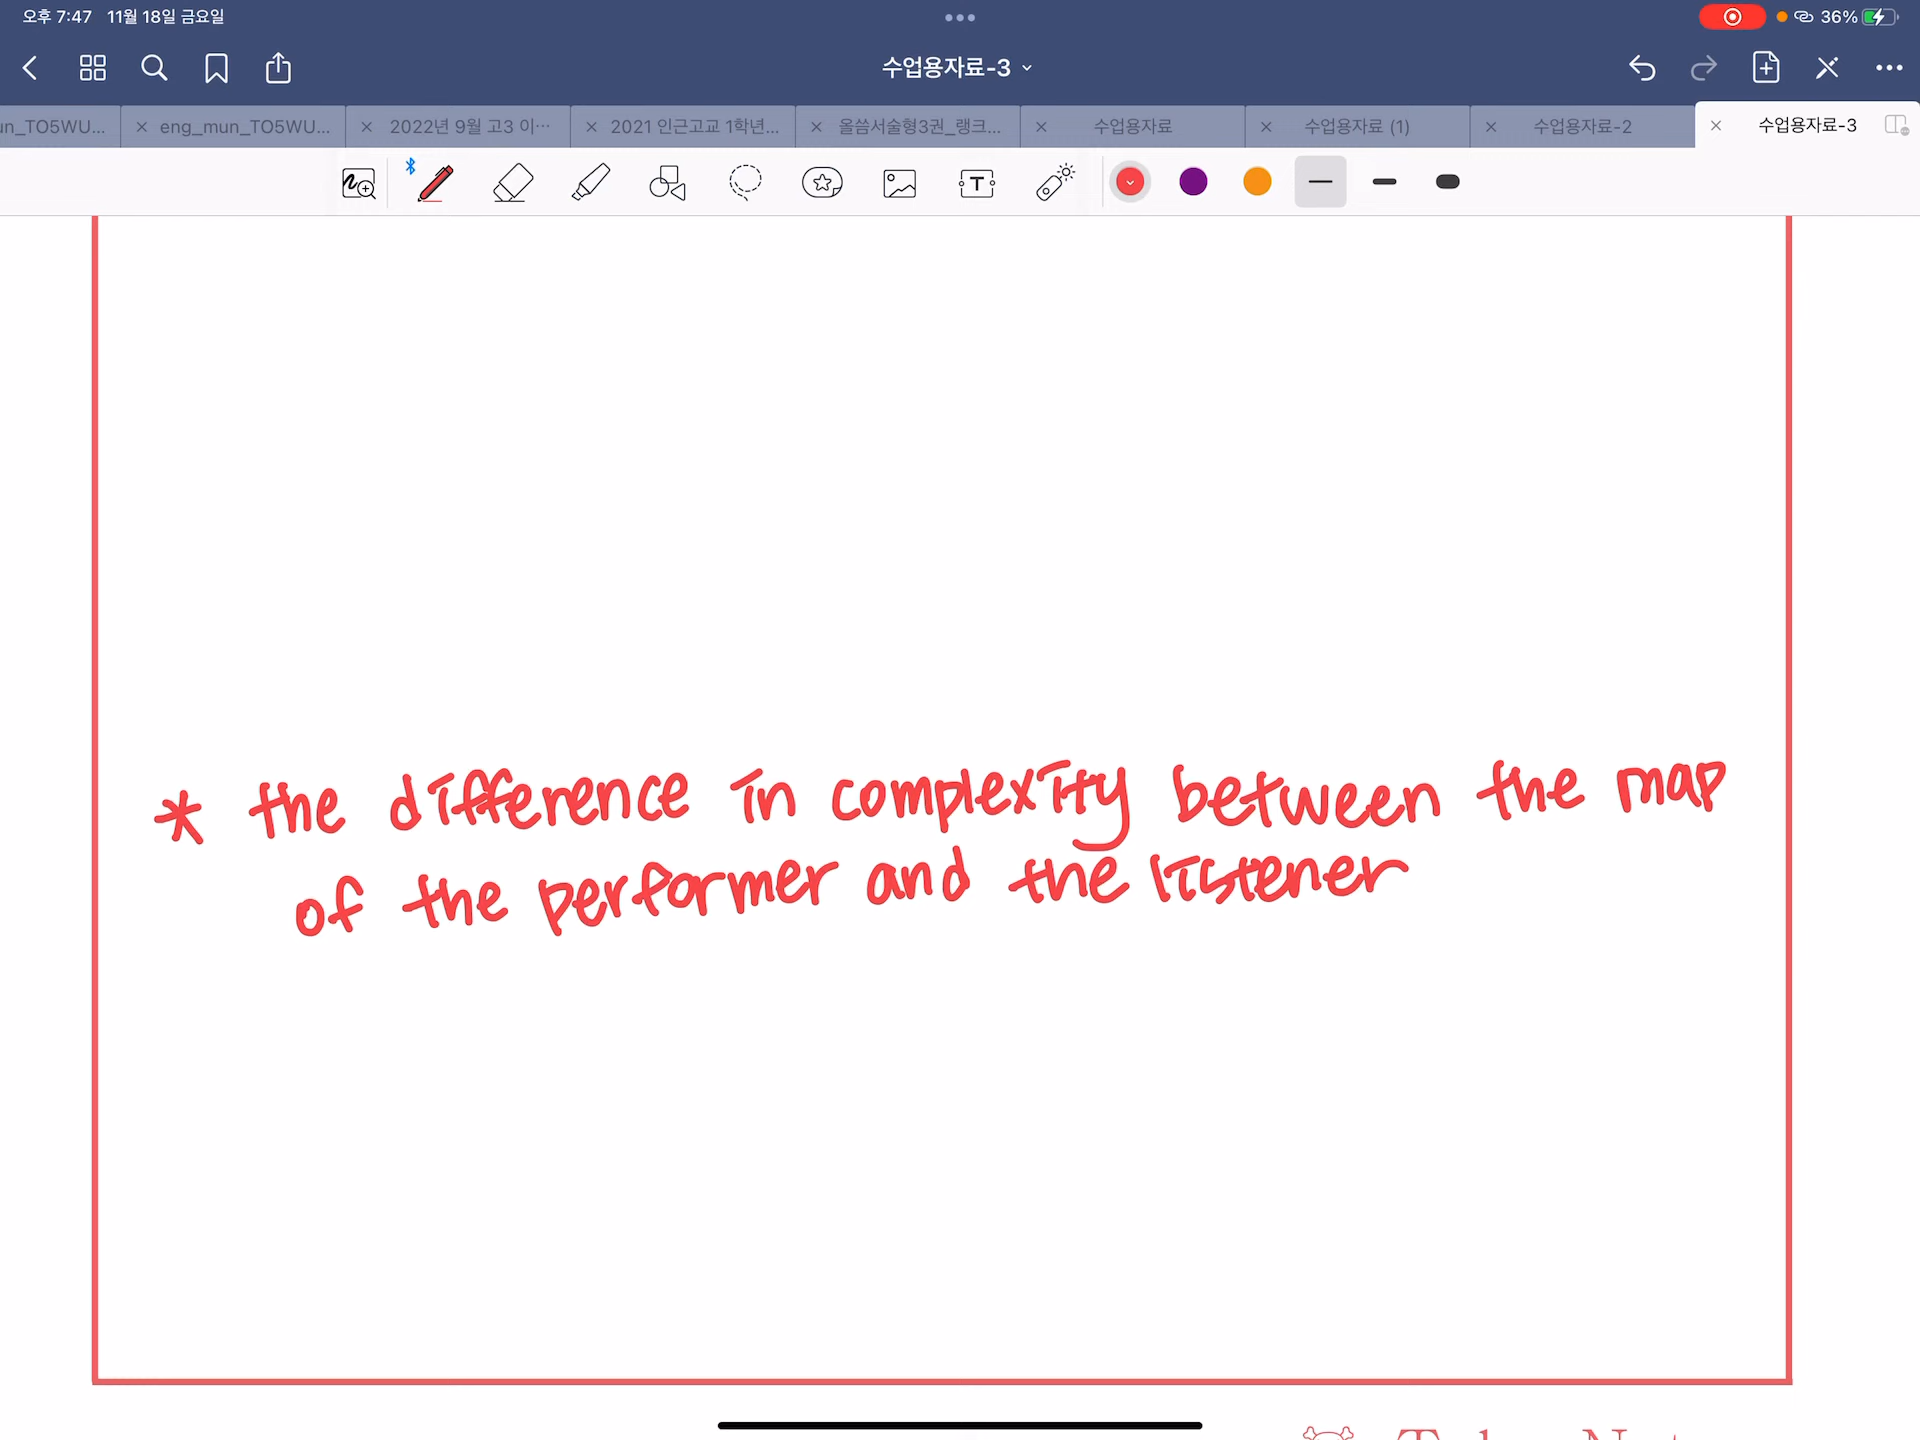 오후 7:47 11월 18일 금요일
36%
수업용자료-3
un_TO5WU...
eng_mun_TO5WU...
2022년 9월 고3 이...
2021 인근고교 1학년...
올씀서술형3권_랭크...
수업용자료
수업용자료 (1)
수업용자료-2
수업용자료-3
* the difference in complexity between the map
of the performer and the listener